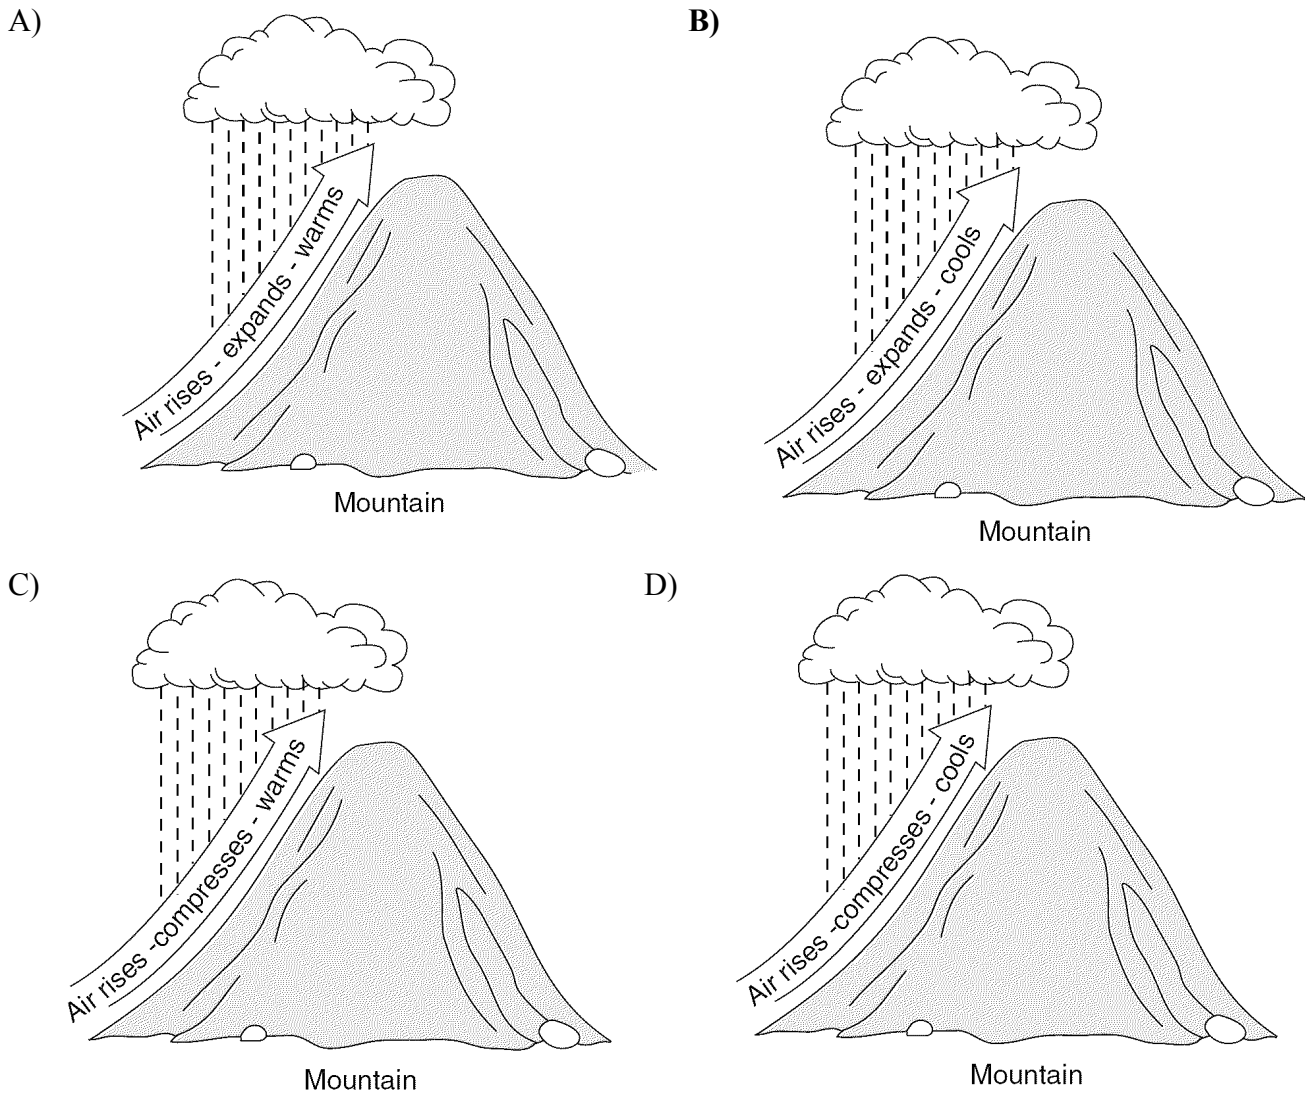 A)
Air rises - expands - warms
Mountain
B)
Air rises - expands - cools
Mountain
C)
Air rises -compresses - warms
Mountain
D)
Air rises -compresses - cools
Mountain